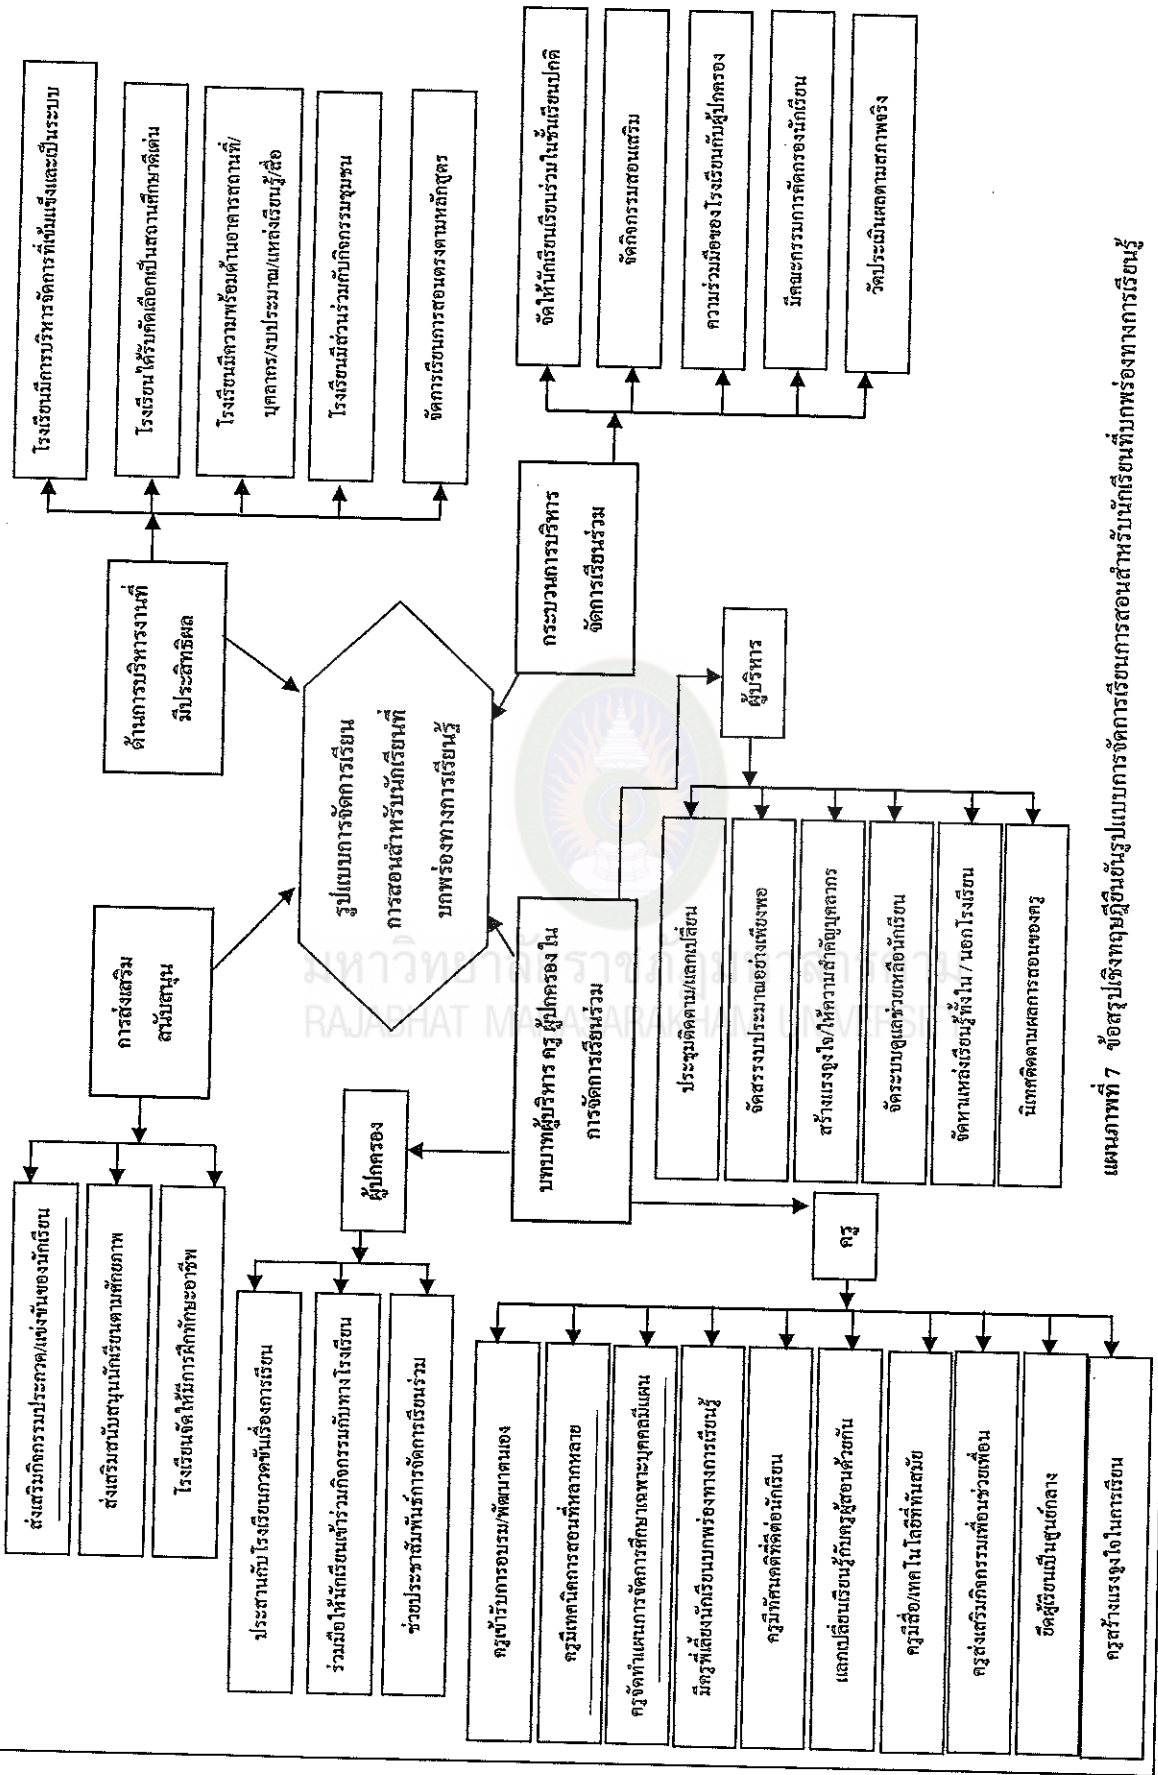 ส่งเสริมกิจกรรมประกวด/แข่งขันของนักเรียน
ส่งเสริมสนับสนุนนักเรียนตามศักยภาพ
โรงเรียนจัดให้มีการฝึกทักษะอาชีพ
การส่งเสริม
สนับสนุน
ด้านการบริหารงานที่
มีประสิทธิผล
โรงเรียนมีการบริหารจัดการที่เข้มแข็งและเป็นระบบ
โรงเรียนได้รับคัดเลือกเป็นสถานศึกษาดีเด่น
โรงเรียนมีความพร้อมด้านอาคารสถานที่/
บุคลากร/งบประมาณ/แหล่งเรียนรู้/สื่อ
โรงเรียนมีส่วนร่วมกับกิจกรรมชุมชน
จัดการเรียนการสอนตรงตามหลักสูตร
รูปแบบการจัดการเรียน
การสอนสำหรับนักเรียนที่
บกพร่องทางการเรียนรู้
ประสานกับโรงเรียนกวดขันเรื่องการเรียน
ร่วมมือให้นักเรียนเข้าร่วมกิจกรรมกับทางโรงเรียน
ช่วยประชาสัมพันธ์การจัดการเรียนร่วม
ผู้ปกครอง
บทบาทผู้บริหาร ครู ผู้ปกครอง ใน
การจัดการเรียนร่วม
กระบวนการบริหาร
จัดการเรียนร่วม
จัดให้นักเรียนเรียนร่วมในชั้นเรียนปกติ
จัดกิจกรรมสอนเสริม
ความร่วมมือของโรงเรียนกับผู้ปกครอง
มีคณะกรรมการคัดกรองนักเรียน
วัดประเมินผลตามสภาพจริง
มหาวิทยาลัยราชภัฏมหาสารคาม
RAJABHAT MAHASARAKHAM UNIVERSITY
ผู้บริหาร
ประชุมติดตาม/แลกเปลี่ยน
จัดสรรงบประมาณอย่างเพียงพอ
สร้างแรงจูงใจ/ให้ความสำคัญบุคลากร
จัดระบบดูแลช่วยเหลือนักเรียน
จัดหาแหล่งเรียนรู้ทั้งใน / นอกโรงเรียน
นิเทศติดตามผลการสอนของครู
ครู
ครูเข้ารับการอบรม/พัฒนาตนเอง
ครูมีเทคนิคการสอนที่หลากหลาย
ครูจัดทำแผนการจัดการศึกษาเฉพาะบุคคลมีแผน
มีครูพี่เลี้ยงนักเรียนบกพร่องทางการเรียนรู้
ครูมีทัศนคติที่ดีต่อนักเรียน
แลกเปลี่ยนเรียนรู้กับครูผู้สอนด้วยกัน
ครูมีสื่อ/เทคโนโลยีที่ทันสมัย
ครูส่งเสริมกิจกรรมเพื่อนช่วยเพื่อน
ยึดผู้เรียนเป็นศูนย์กลาง
ครูสร้างแรงจูงใจในการเรียน
แผนภาพที่ 7 ข้อสรุปเชิงทฤษฎียืนยันรูปแบบการจัดการเรียนการสอนสำหรับนักเรียนที่บกพร่องทางการเรียนรู้